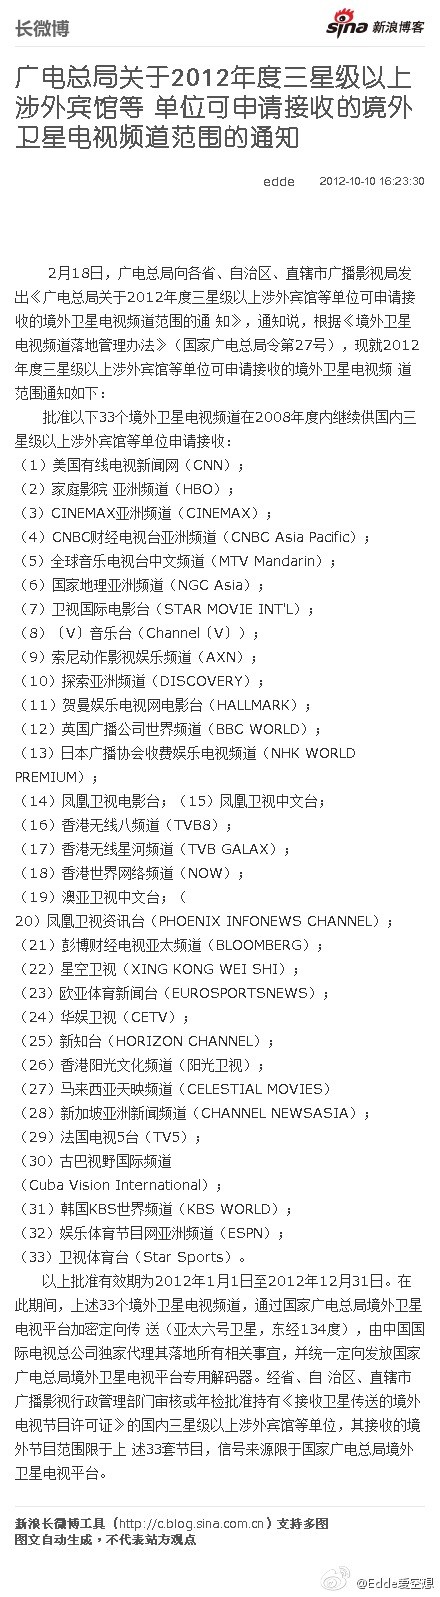 长微博
sina 新浪博客
广电总局关于2012年度三星级以上
涉外宾馆等 单位可申请接收的境外
卫星电视频道范围的通知
edde 2012-10-10 16:23:30
2月18日，广电总局向各省、自治区、直辖市广播影视局发
出《广电总局关于2012年度三星级以上涉外宾馆等单位可申请接
收的境外卫星电视频道范围的通 知》，通知说，根据《境外卫星
电视频道落地管理办法》（国家广电总局令第27号），现就2012
年度三星级以上涉外宾馆等单位可申请接收的境外卫星电视频 道
范围通知如下：
批准以下33个境外卫星电视频道在2008年度内继续供国内三
星级以上涉外宾馆等单位申请接收：
（1）美国有线电视新闻网（CNN）；
（2）家庭影院 亚洲频道（HBO）；
（3）CINEMAX亚洲频道（CINEMAX）；
（4）CNBC财经电视台亚洲频道（CNBC Asia Pacific）；
（5）全球音乐电视台中文频道（MTV Mandarin）；
（6）国家地理亚洲频道（NGC Asia）；
（7）卫视国际电影台（STAR MOVIE INT'L）；
（8）〔V〕音乐台（Channel〔V〕）；
（9）索尼动作影视娱乐频道（AXN）；
（10）探索亚洲频道（DISCOVERY）；
（11）贺曼娱乐电视网电影台（HALLMARK）；
（12）英国广播公司世界频道（BBC WORLD）；
（13）日本广播协会收费娱乐电视频道（NHK WORLD
PREMIUM）；
（14）凤凰卫视电影台；（15）凤凰卫视中文台；
（16）香港无线八频道（TVB8）；
（17）香港无线星河频道（TVB GALAX）；
（18）香港世界网络频道（NOW）；
（19）澳亚卫视中文台；（
20）凤凰卫视资讯台（PHOENIX INFONEWS CHANNEL）；
（21）彭博财经电视亚太频道（BLOOMBERG）；
（22）星空卫视（XING KONG WEI SHI）；
（23）欧亚体育新闻台（EUROSPORTSNEWS）；
（24）华娱卫视（CETV）；
（25）新知台（HORIZON CHANNEL）；
（26）香港阳光文化频道（阳光卫视）；
（27）马来西亚天映频道（CELESTIAL MOVIES）
（28）新加坡亚洲新闻频道（CHANNEL NEWSASIA）；
（29）法国电视5台（TV5）；
（30）古巴视野国际频道
（Cuba Vision International）；
（31）韩国KBS世界频道（KBS WORLD）；
（32）娱乐体育节目网亚洲频道（ESPN）；
（33）卫视体育台（Star Sports）。
以上批准有效期为2012年1月1日至2012年12月31日。在
此期间，上述33个境外卫星电视频道，通过国家广电总局境外卫星
电视平台加密定向传 送（亚太六号卫星，东经134度），由中国国
际电视总公司独家代理其落地所有相关事宜，并统一定向发放国家
广电总局境外卫星电视平台专用解码器。经省、自 治区、直辖市广
播影视行政管理部门审核或年检批准持有《接收卫星传送的境外
电视节目许可证》的国内三星级以上涉外宾馆等单位，其接收的境
外节目范围限于上 述33套节目，信号来源限于国家广电总局境外
卫星电视平台。
新浪长微博工具（http://c.blog.sina.com.cn）支持多图
图文自动生成，不代表站方观点
@Edde爱空想